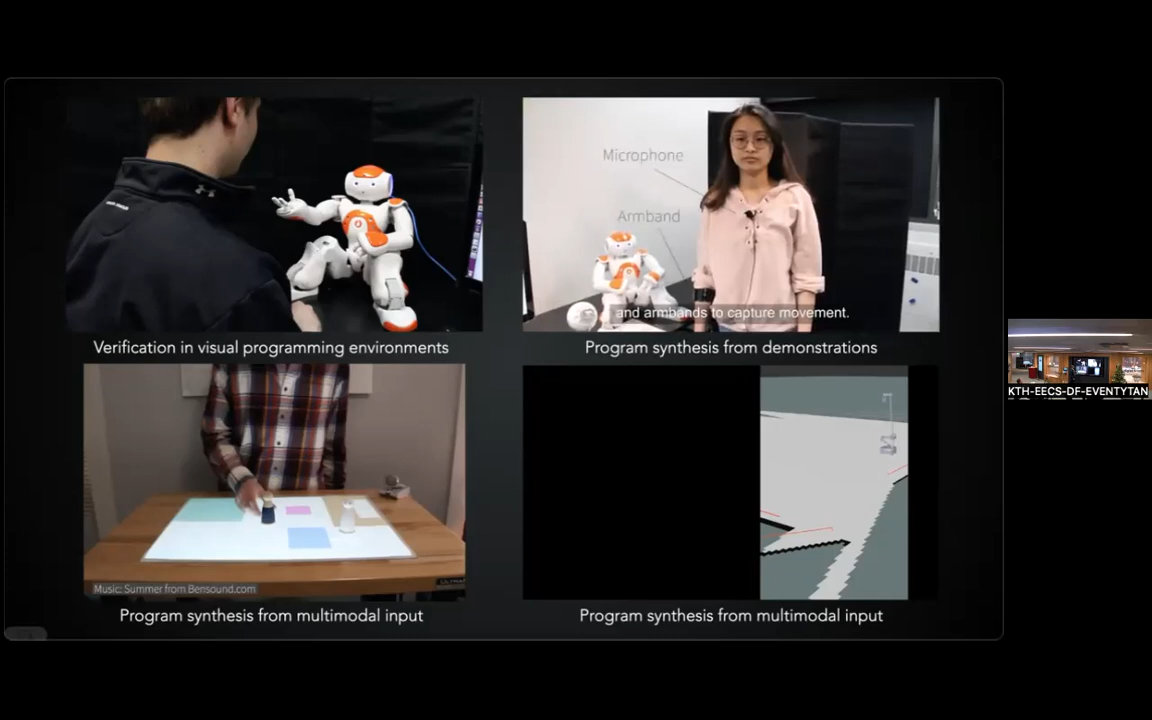 Microphone
Armband
and armbands to capture movement.
Verification in visual programming environments
Program synthesis from demonstrations
KTH-EECS-DF-EVENTYTAN
Music: Summer from Bensound.com
Program synthesis from multimodal input
Program synthesis from multimodal input